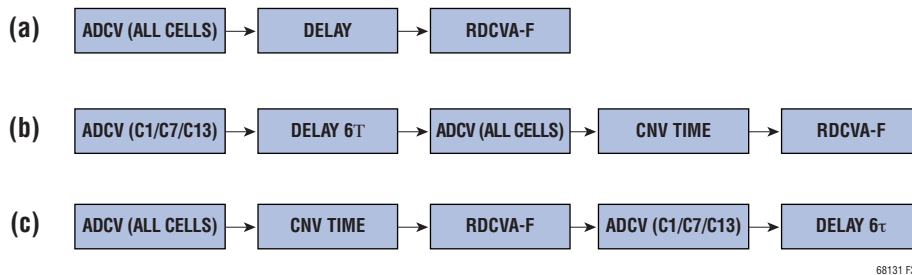 (a) ADCV (ALL CELLS) DELAY RDCVA-F
(b) ADCV (C1/C7/C13) DELAY 6T ADCV (ALL CELLS) CNV TIME RDCVA-F
(c) ADCV (ALL CELLS) CNV TIME RDCVA-F ADCV (C1/C7/C13) DELAY 6τ
68131